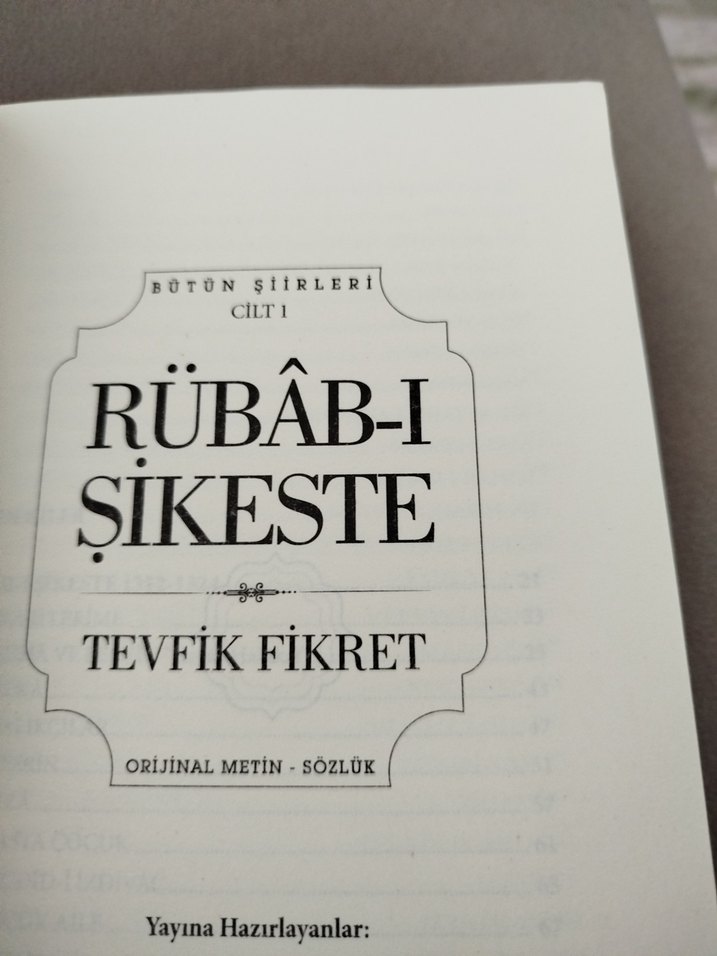 BÜTÜN ŞİİRLERİ
CİLT 1
RÜBÂB-I
ŞİKESTE
TEVFİK FİKRET
ORİJİNAL METİN - SÖZLÜK
Yayına Hazırlayanlar: